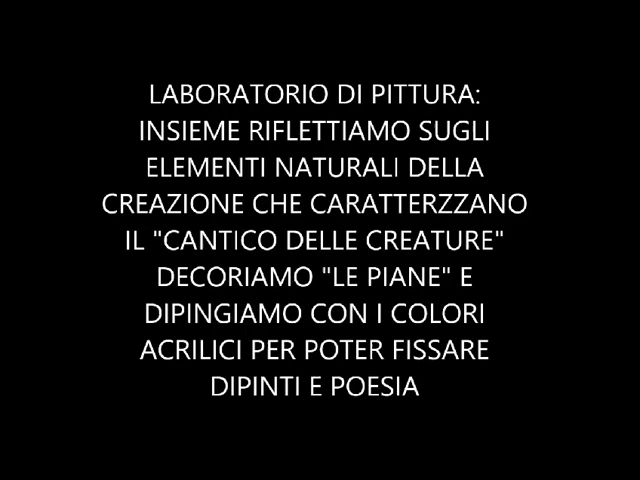 LABORATORIO DI PITTURA:
INSIEME RIFLETTIAMO SUGLI
ELEMENTI NATURALI DELLA
CREAZIONE CHE CARATTERZZANO
IL "CANTICO DELLE CREATURE"
DECORIAMO "LE PIANE" E
DIPINGIAMO CON I COLORI
ACRILICI PER POTER FISSARE
DIPINTI E POESIA